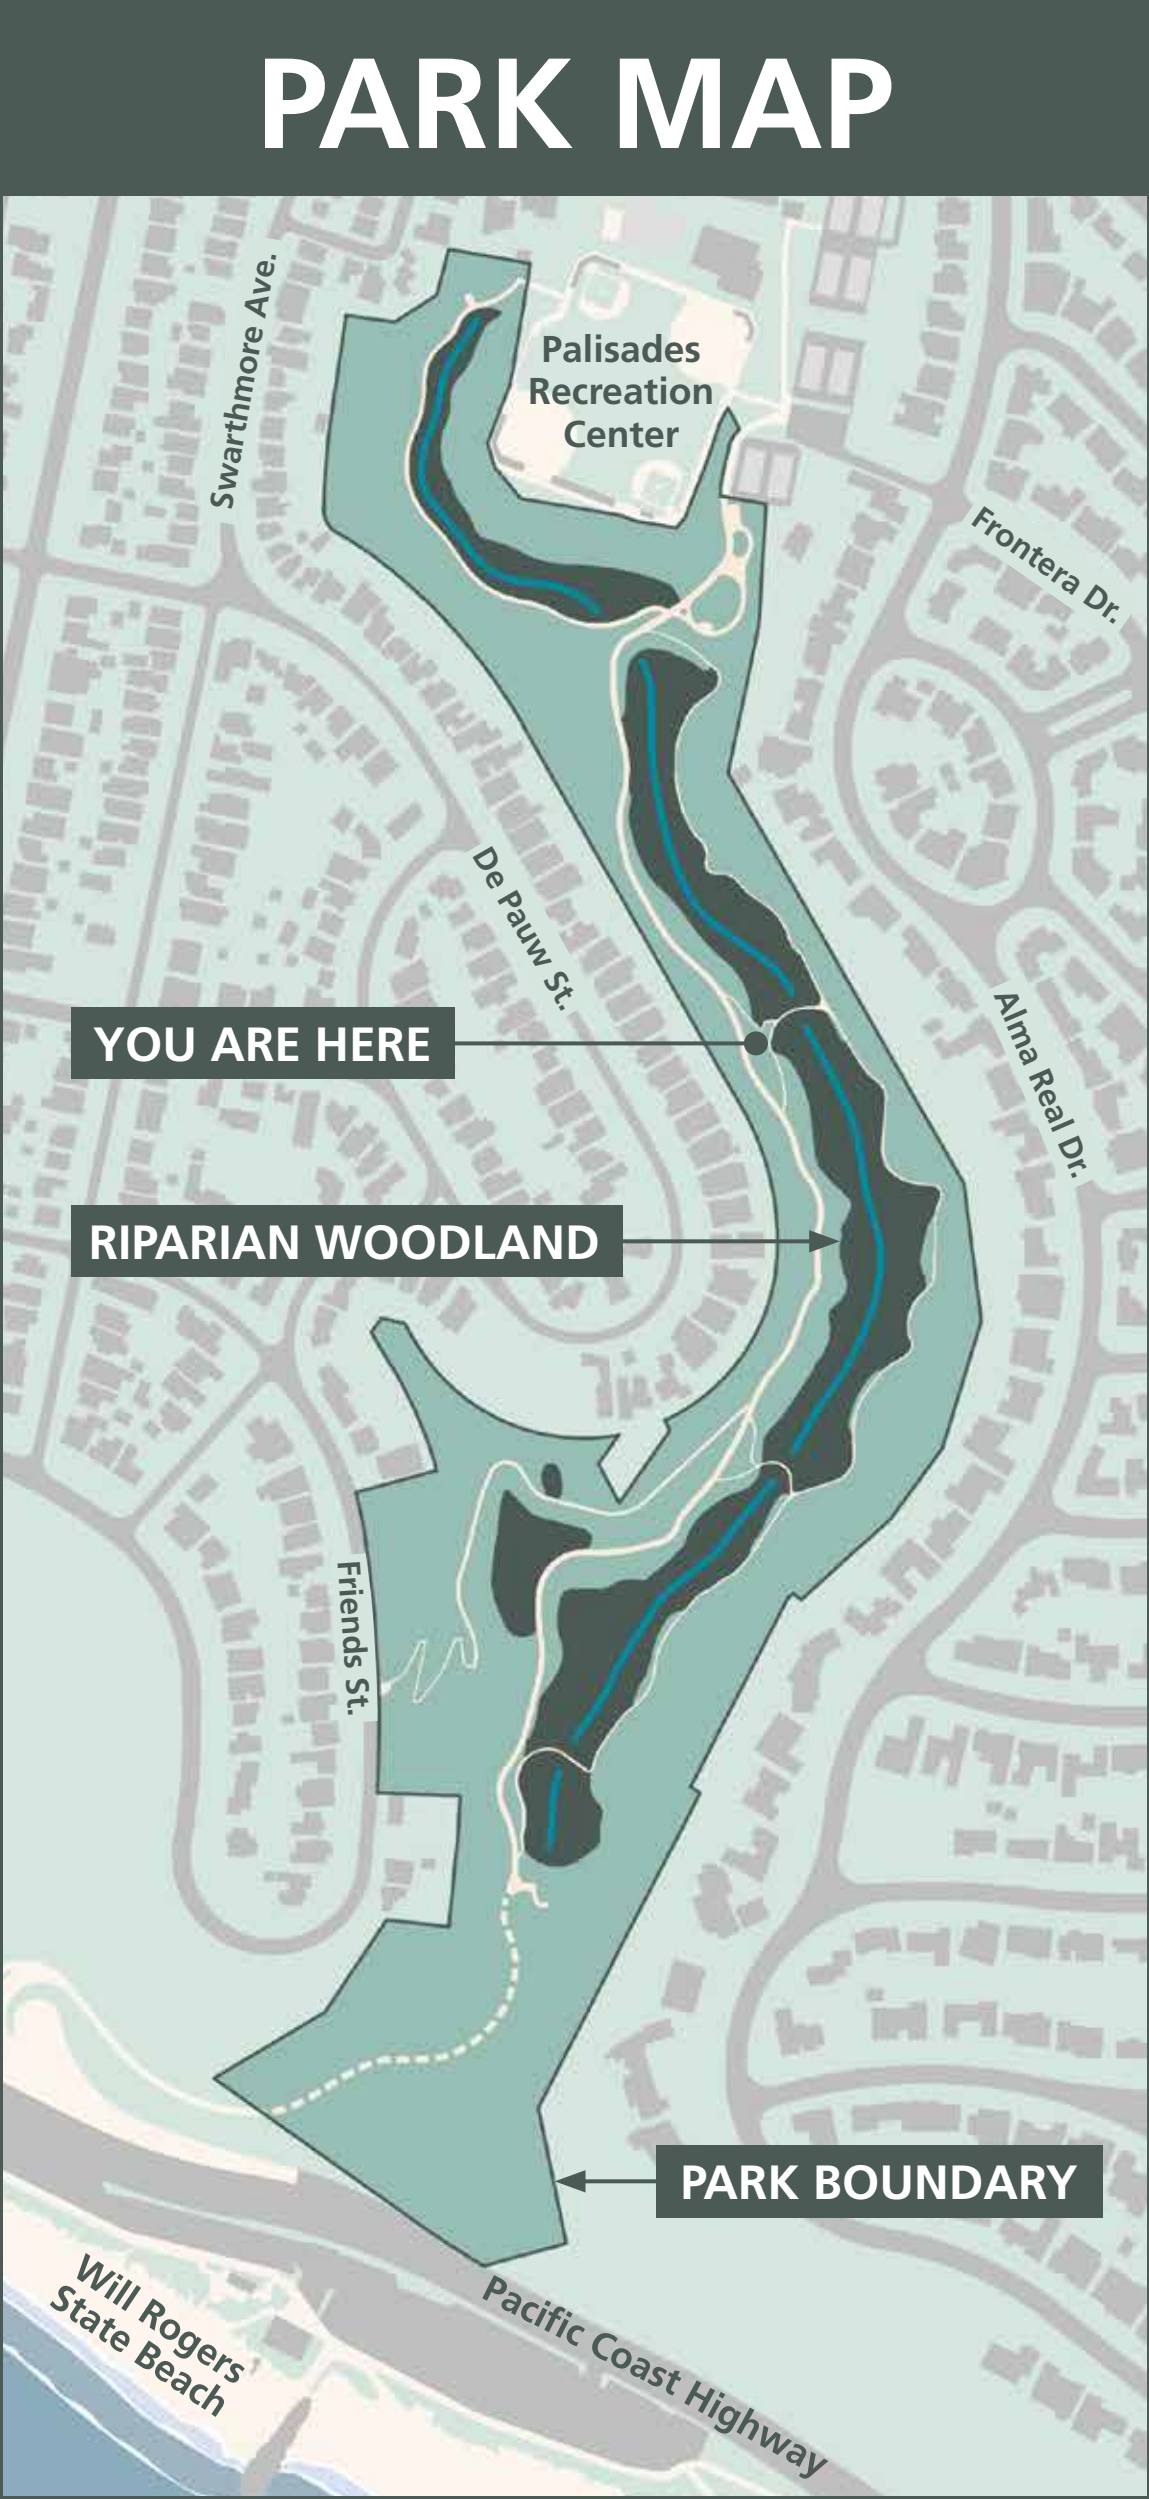 PARK MAP
Swarthmore Ave.
Palisades
Recreation
Center
Frontera Dr.
De Pauw St.
Alma Real Dr.
YOU ARE HERE
RIPARIAN WOODLAND
Friends St.
PARK BOUNDARY
Will Rogers
State Beach
Pacific Coast Highway